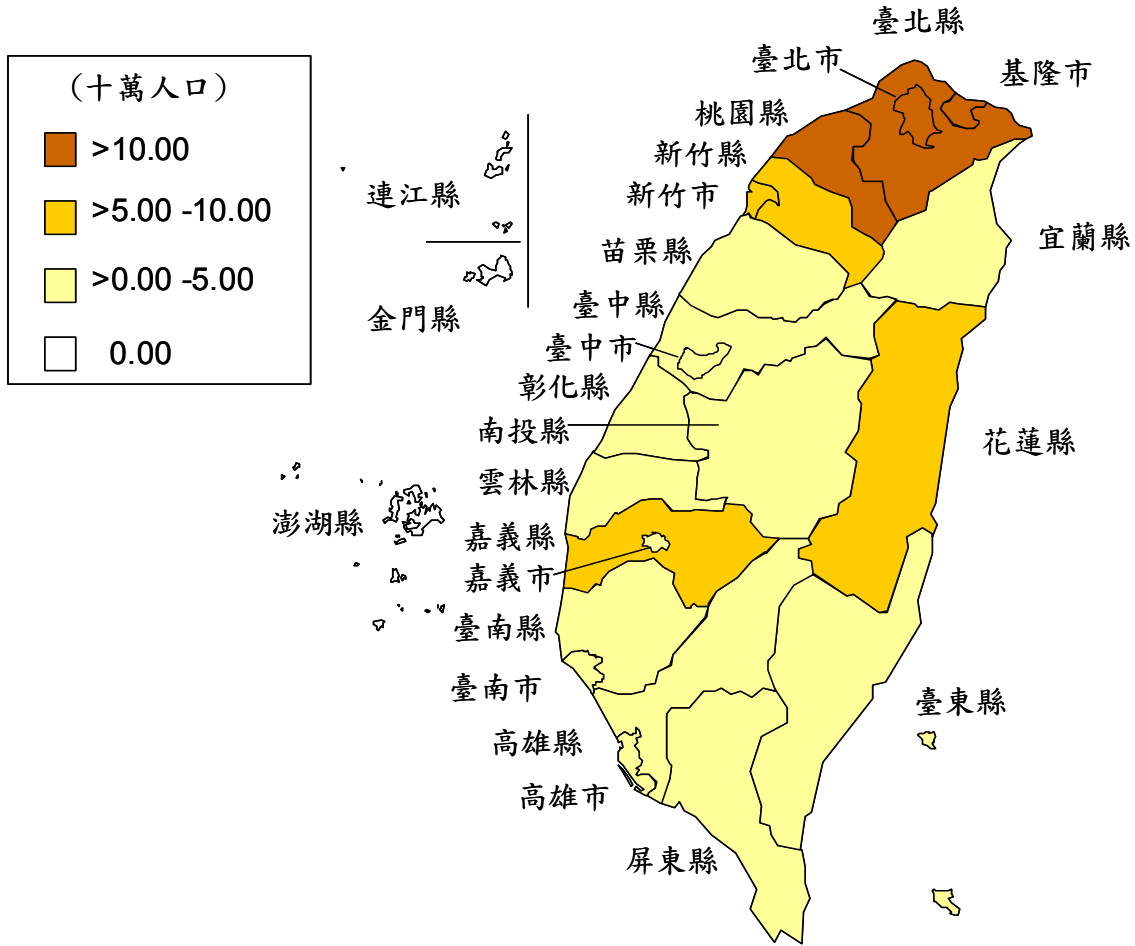 (十萬人口)
>10.00
>5.00 -10.00
>0.00 -5.00
0.00
臺北縣
臺北市
基隆市
桃園縣
新竹縣
連江縣
新竹市
宜蘭縣
苗栗縣
臺中縣
金門縣
臺中市
彰化縣
南投縣
花蓮縣
雲林縣
澎湖縣
嘉義縣
嘉義市
臺南縣
臺南市
臺東縣
高雄縣
高雄市
屏東縣